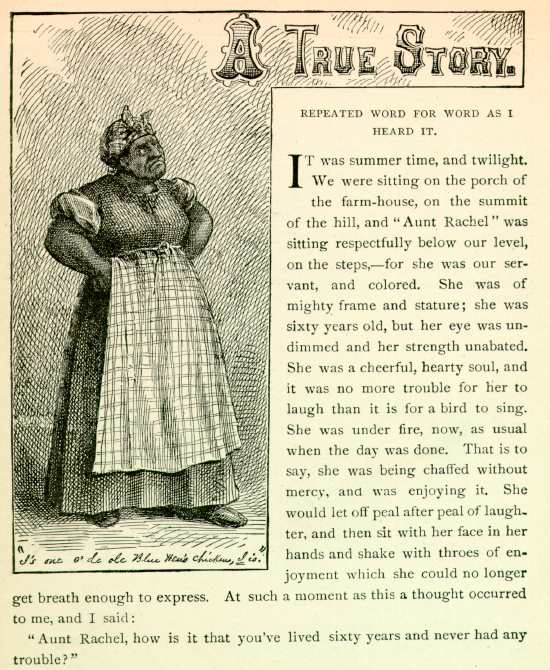 A TRUE STORY.
REPEATED WORD FOR WORD AS I
HEARD IT.
IT was summer time, and twilight.
We were sitting on the porch of
the farm-house, on the summit
of the hill, and "Aunt Rachel" was
sitting respectfully below our level,
on the steps,—for she was our ser-
vant, and colored. She was of
mighty frame and stature; she was
sixty years old, but her eye was un-
dimmed and her strength unabated.
She was a cheerful, hearty soul, and
it was no more trouble for her to
laugh than it is for a bird to sing.
She was under fire, now, as usual
when the day was done. That is to
say, she was being chaffed without
mercy, and was enjoying it. She
would let off peal after peal of laugh-
ter, and then sit with her face in her
hands and shake with throes of en-
joyment which she could no longer
get breath enough to express. At such a moment as this a thought occurred
to me, and I said:
"Aunt Rachel, how is it that you've lived sixty years and never had any
trouble?"
"I's one o' de ole Blue Hen's Chickens, I is."